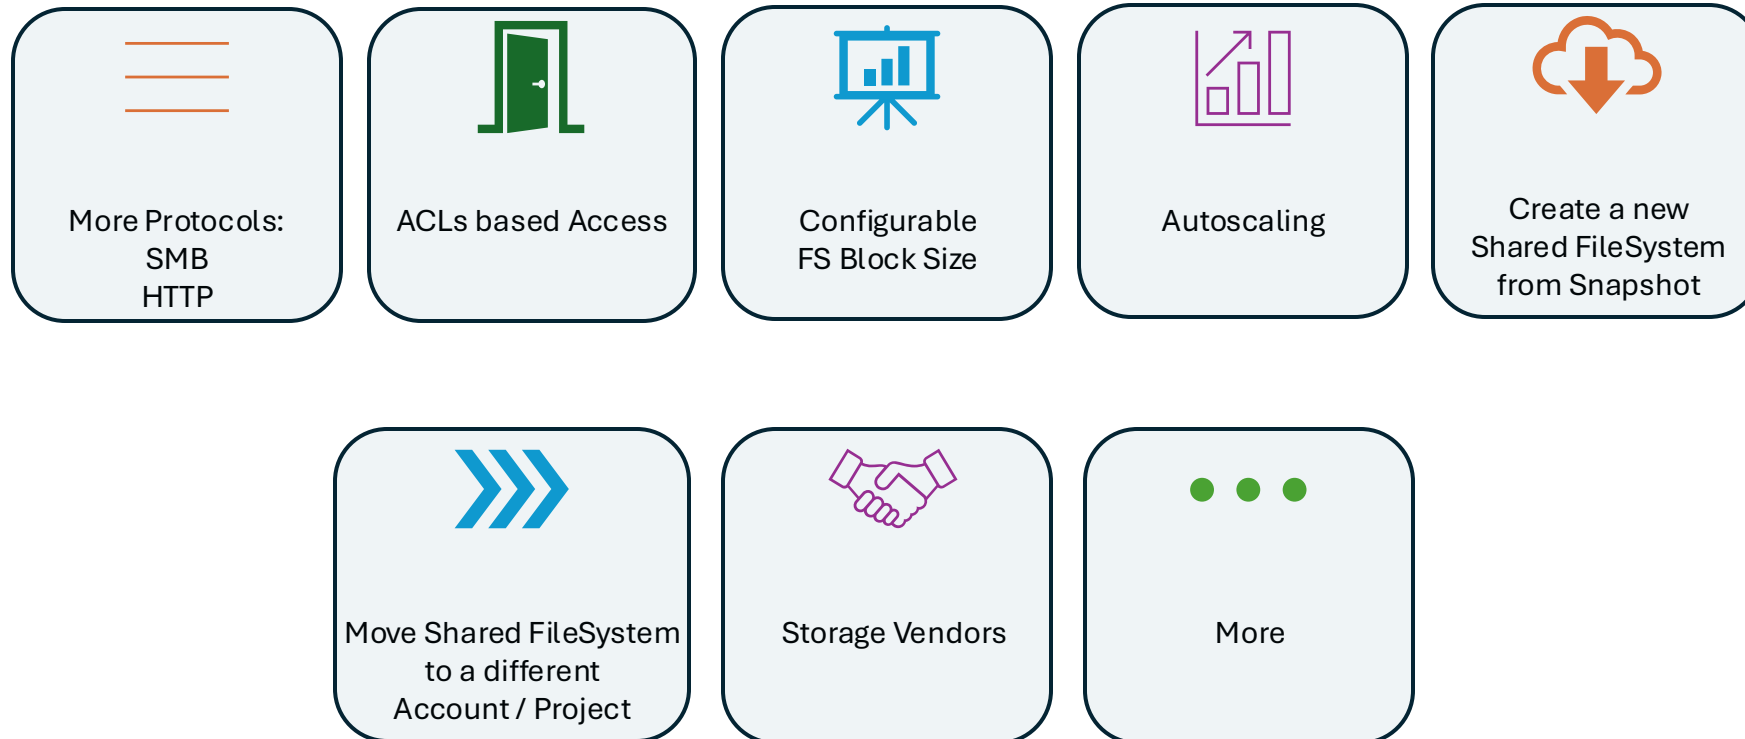 More Protocols:
SMB
HTTP
ACLs based Access
Configurable
FS Block Size
Autoscaling
Create a new
Shared FileSystem
from Snapshot
Move Shared FileSystem
to a different
Account / Project
Storage Vendors
More